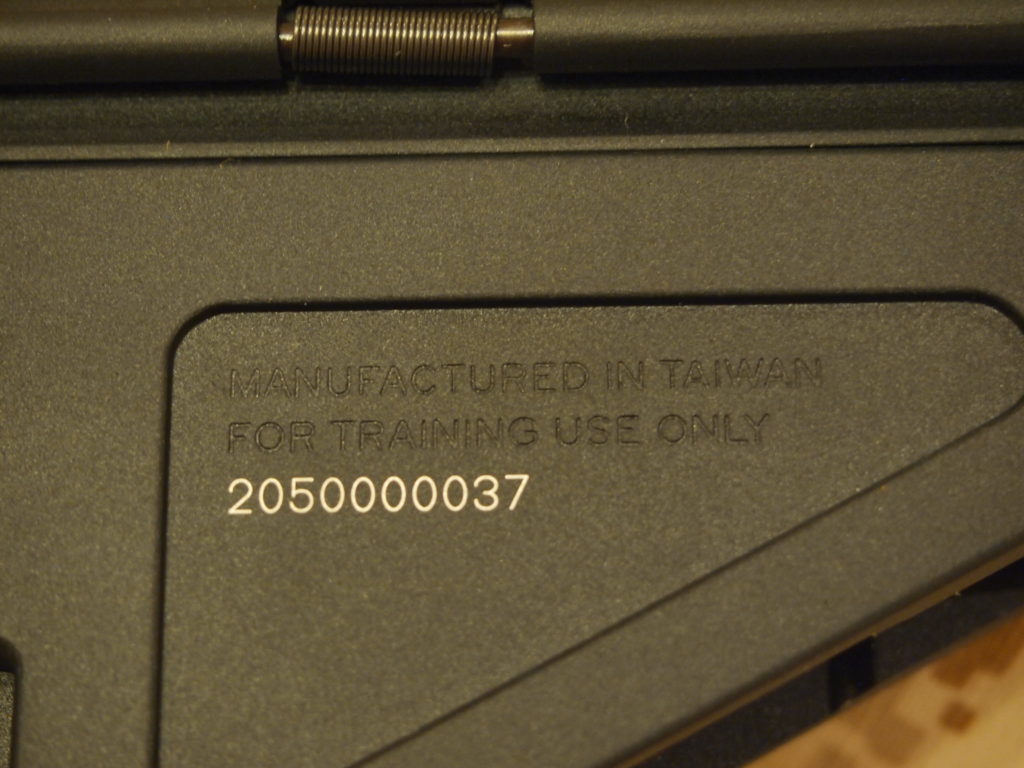 MANUFACTURED IN TAIWAN
FOR TRAINING USE ONLY
2050000037